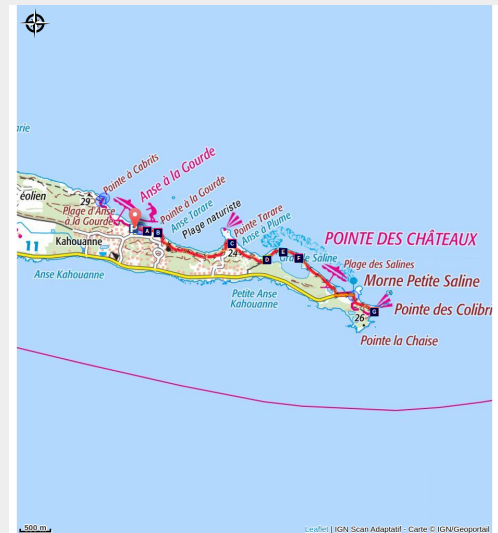 arie
Pointe à Cabrits
Anse à la Gourde
éolien
29
Plage d'Anse
à la Gourde
Pointe à la Gourde
Anse Tarare
Plage naturiste
Pointe Tarare
Anse à Plume
A
B
C
24
D
E
F
Grande Saline
POINTE DES CHÂTEAUX
Kahouanne
11
Anse Kahouanne
Petite Anse
Kahouanne
Plage des Salines
Morne Petite Saline
G
Pointe des Colibri
26
Pointe la Chaise
500 m
Leaflet | IGN Scan Adaptatif - Carte © IGN/Geoportail